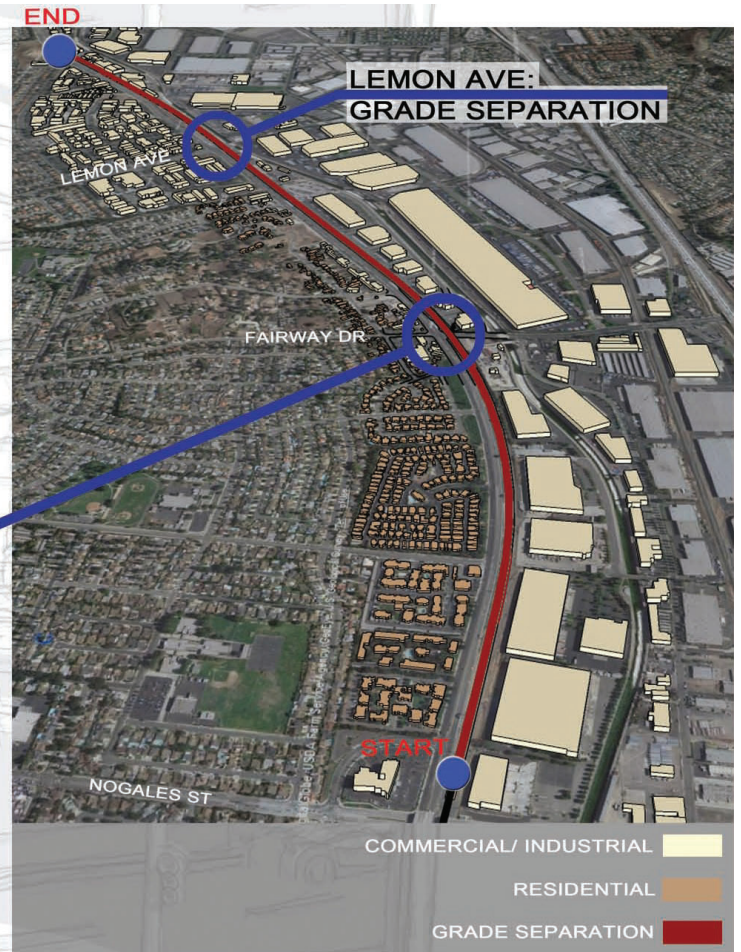 END
LEMON AVE:
GRADE SEPARATION
LEMON AVE
FAIRWAY DR
START
NOGALES ST
COMMERCIAL/ INDUSTRIAL
RESIDENTIAL
GRADE SEPARATION